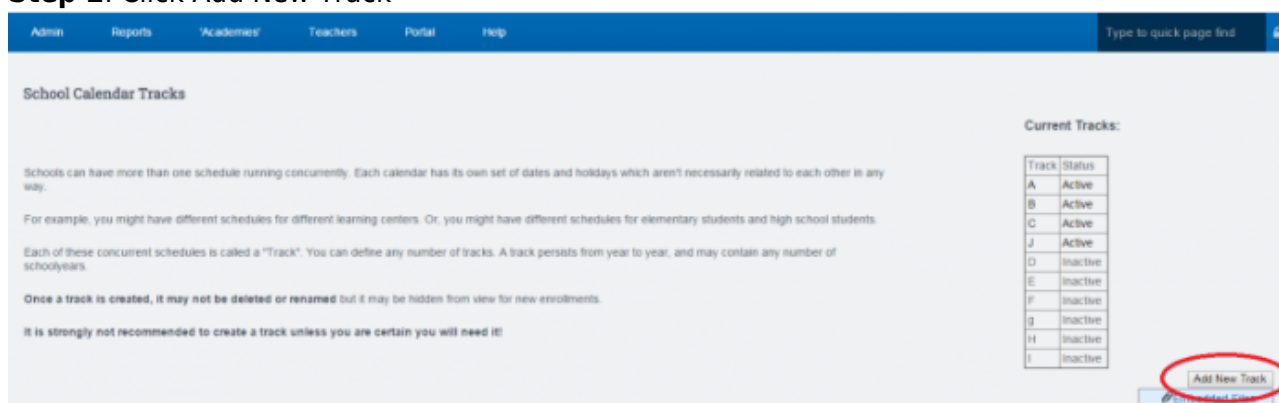 Step 2: Click Add New Track
Admin Reports 'Academies' Teachers Portal Help Type to quick page find
School Calendar Tracks
Current Tracks:
Schools can have more than one schedule running concurrently. Each calendar has its own set of dates and holidays which aren't necessarily related to each other in any
way.
For example, you might have different schedules for different learning centers. Or, you might have different schedules for elementary students and high school students.
Each of these concurrent schedules is called a "Track". You can define any number of tracks. A track persists from year to year, and may contain any number of
schoolyears.
Once a track is created, it may not be deleted or renamed but it may be hidden from view for new enrollments.
It is strongly not recommended to create a track unless you are certain you will need it!
Track Status
A Active
B Active
C Active
J Active
D Inactive
E Inactive
F Inactive
g Inactive
H Inactive
I Inactive
Add New Track
Embedded Files